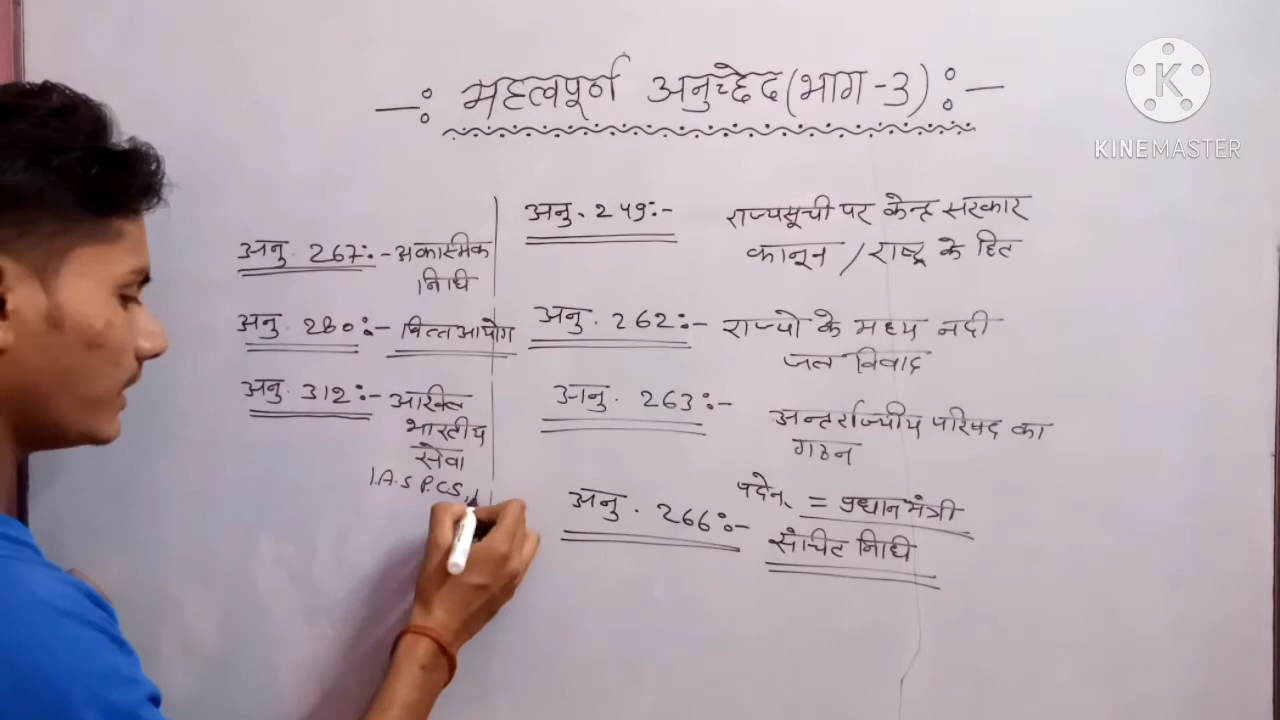 —: महत्वपूर्ण अनुच्छेद (भाग-3) :—
K
KINEMASTER
अनु. 249:- राज्यसूची पर केन्द्र सरकार
कानून / राष्ट्र के हित
अनु. 262:- राज्यो के मध्य नदी
जल विवाद
अनु. 263:- अन्तर्राज्यीय परिषद का
गठन
पदेन = प्रधानमंत्री
अनु. 266:- संचित निधि
अनु. 267:- अकास्मिक
निधि
अनु. 280:- वित्त आयोग
अनु. 312:- अखिल
भारतीय
सेवा
I.A.S P.C.S,